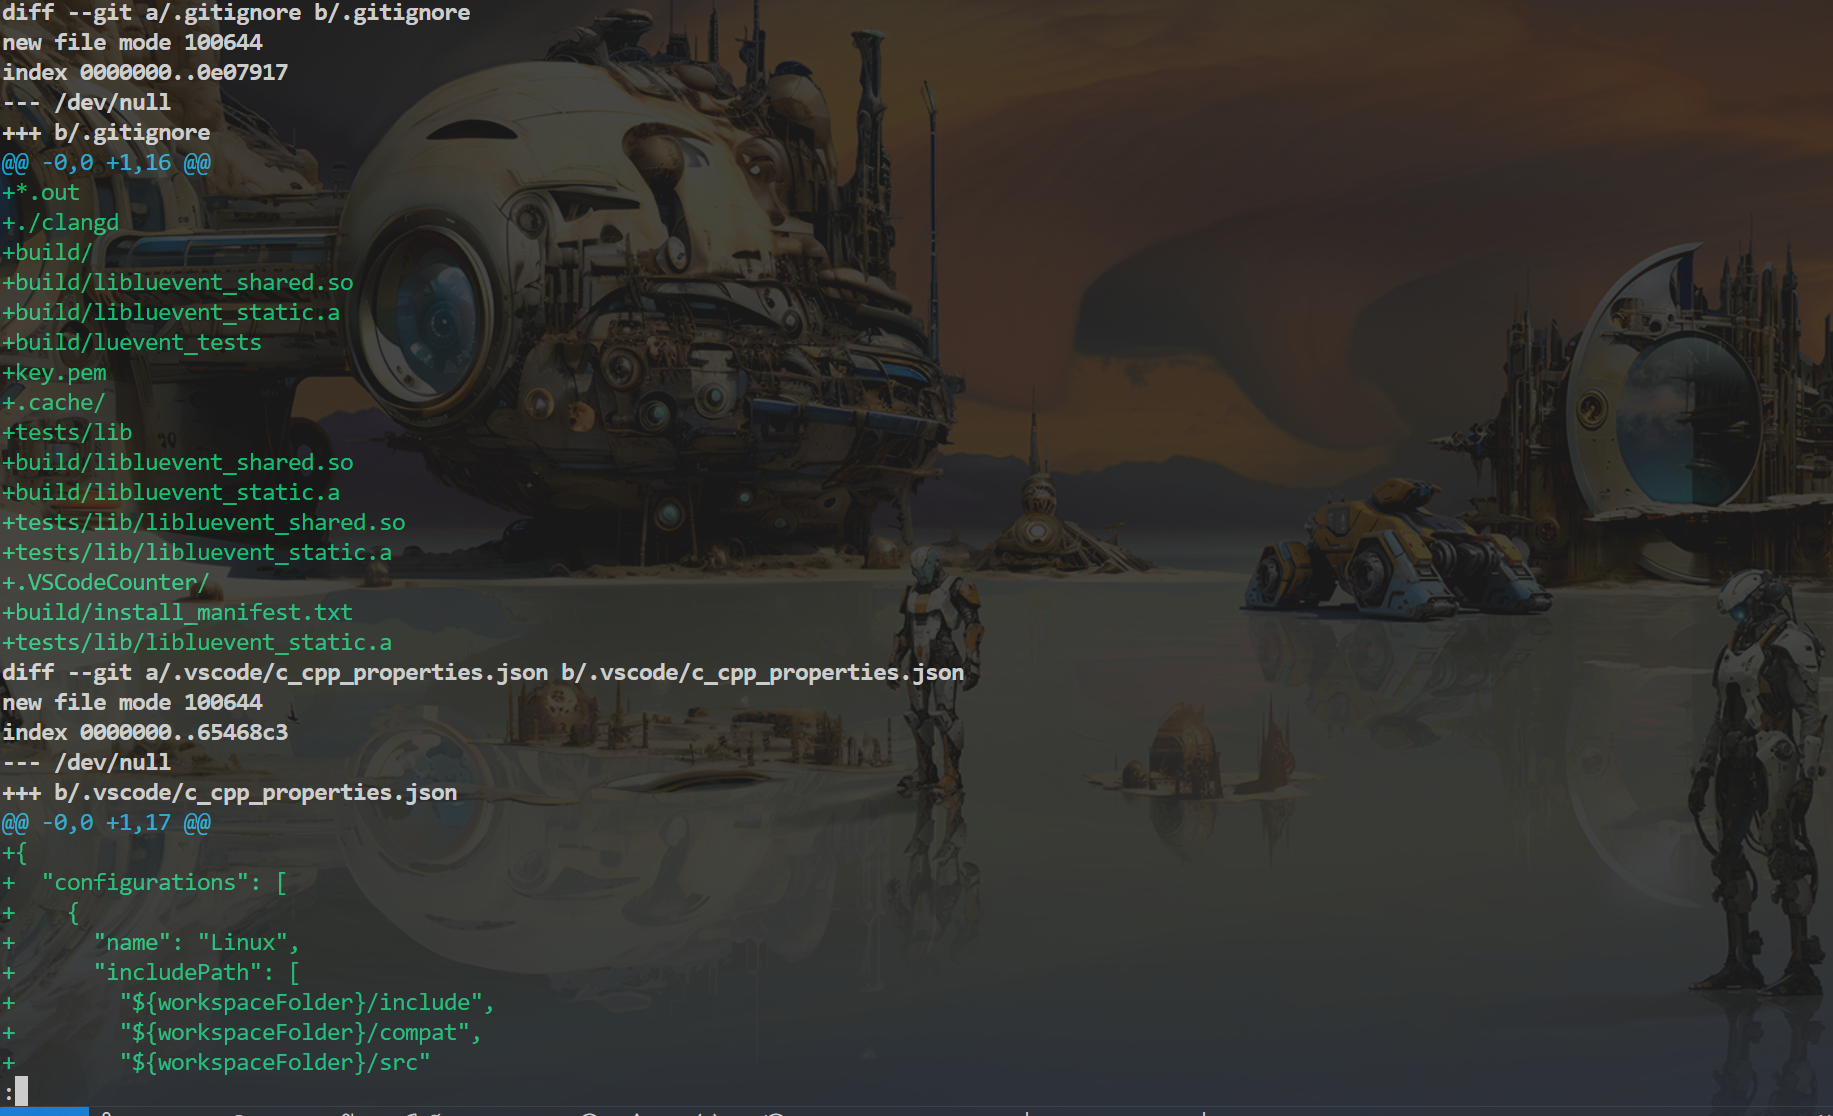 diff --git a/.gitignore b/.gitignore
new file mode 100644
index 0000000..0e07917
--- /dev/null
+++ b/.gitignore
@@ -0,0 +1,16 @@
+*.out
+./clangd
+build/
+build/libluevent_shared.so
+build/libluevent_static.a
+build/luevent_tests
+key.pem
+.cache/
+tests/lib
+build/libluevent_shared.so
+build/libluevent_static.a
+tests/lib/libluevent_shared.so
+tests/lib/libluevent_static.a
+.VSCodeCounter/
+build/install_manifest.txt
+tests/lib/libluevent_static.a
diff --git a/.vscode/c_cpp_properties.json b/.vscode/c_cpp_properties.json
new file mode 100644
index 0000000..65468c3
--- /dev/null
+++ b/.vscode/c_cpp_properties.json
@@ -0,0 +1,17 @@
+{
+  "configurations": [
+    {
+      "name": "Linux",
+      "includePath": [
+        "${workspaceFolder}/include",
+        "${workspaceFolder}/compat",
+        "${workspaceFolder}/src"
: